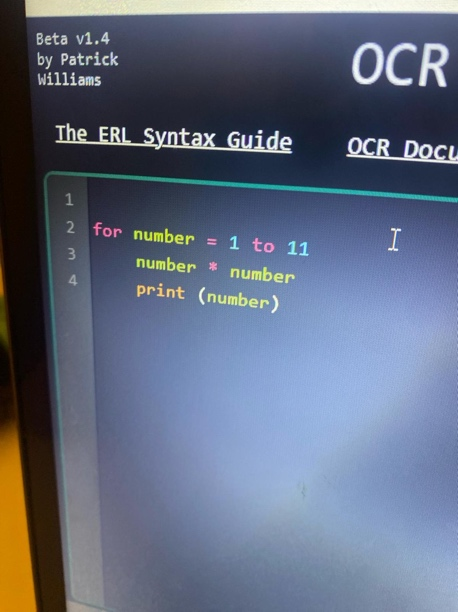 Beta v1.4
by Patrick
Williams
OCR
The ERL Syntax Guide
OCR Docu
1
2 for number = 1 to 11
3 number * number
4 print (number)